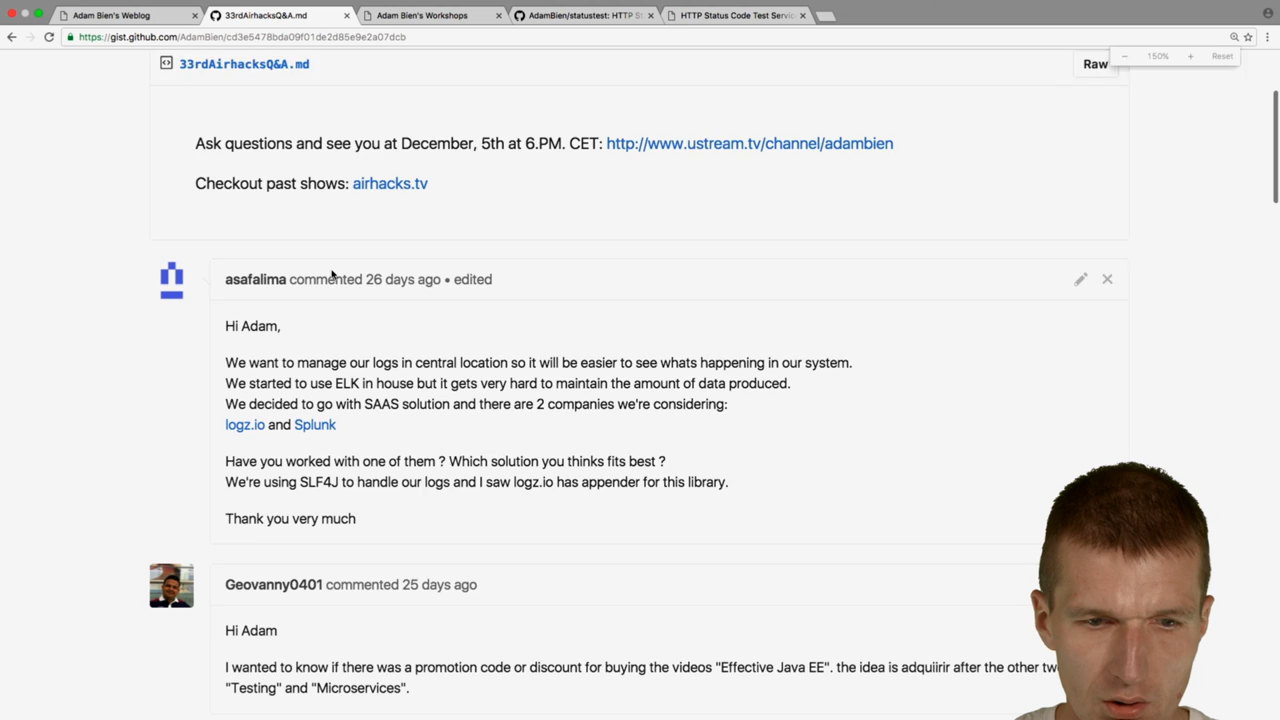 Adam Bien's Weblog
33rdAirhacksQ&A.md
Adam Bien's Workshops
AdamBien/statustest: HTTP S
HTTP Status Code Test Servic
https://gist.github.com/AdamBien/cd3e5478bda09f01de2d85e9e2a07dcb
150%
Reset
33rdAirhacksQ&A.md
Raw
Ask questions and see you at December, 5th at 6.PM. CET: http://www.ustream.tv/channel/adambien
Checkout past shows: airhacks.tv
asafalima commented 26 days ago • edited
Hi Adam,
We want to manage our logs in central location so it will be easier to see whats happening in our system.
We started to use ELK in house but it gets very hard to maintain the amount of data produced.
We decided to go with SAAS solution and there are 2 companies we're considering:
logz.io and Splunk
Have you worked with one of them ? Which solution you thinks fits best ?
We're using SLF4J to handle our logs and I saw logz.io has appender for this library.
Thank you very much
Geovanny0401 commented 25 days ago
Hi Adam
I wanted to know if there was a promotion code or discount for buying the videos "Effective Java EE". the idea is adquiirir after the other
"Testing" and "Microservices".